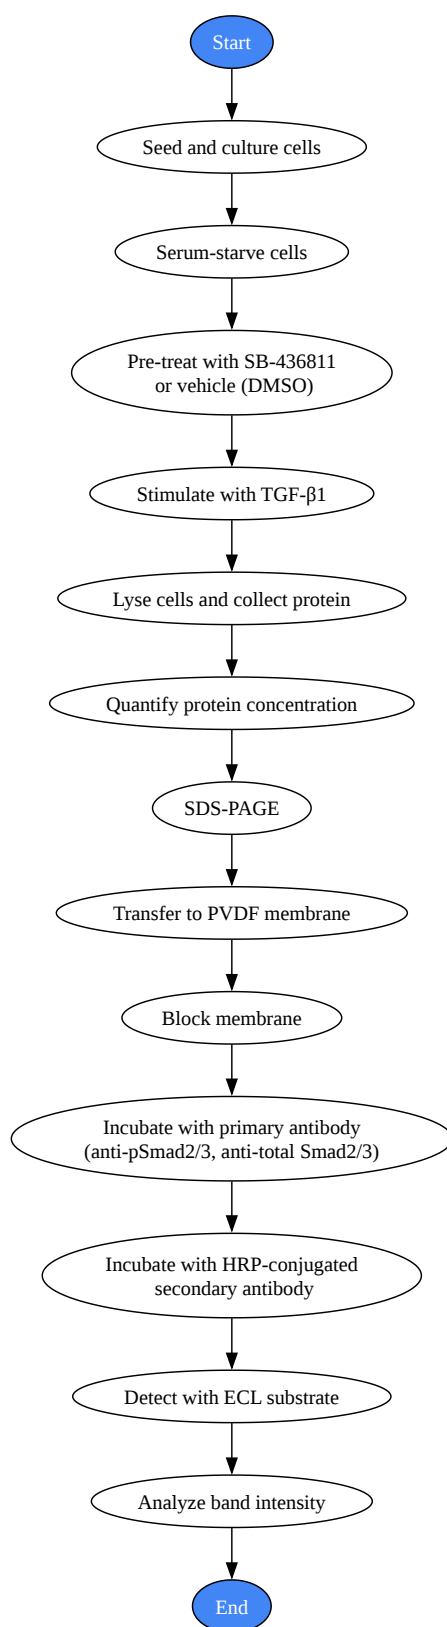 Start
Seed and culture cells
Serum-starve cells
Pre-treat with SB-436811
or vehicle (DMSO)
Stimulate with TGF-β1
Lyse cells and collect protein
Quantify protein concentration
SDS-PAGE
Transfer to PVDF membrane
Block membrane
Incubate with primary antibody
(anti-pSmad2/3, anti-total Smad2/3)
Incubate with HRP-conjugated
secondary antibody
Detect with ECL substrate
Analyze band intensity
End